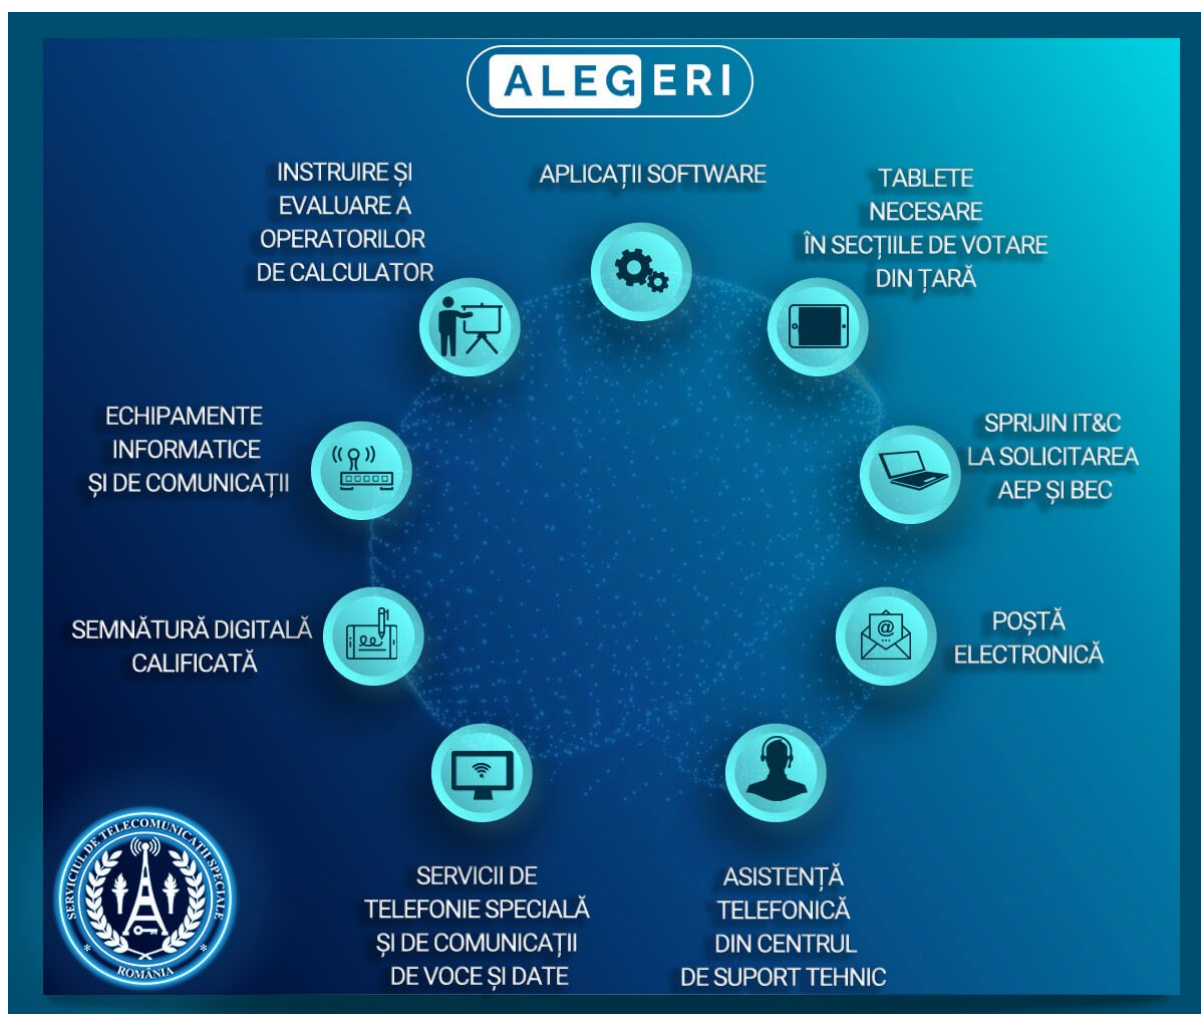 ALEGERI
INSTRUIRE ȘI
EVALUARE A
OPERATORILOR
DE CALCULATOR
APLICAȚII SOFTWARE
TABLETE
NECESARE
ÎN SECȚIILE DE VOTARE
DIN ȚARĂ
ECHIPAMENTE
INFORMATICE
ȘI DE COMUNICAȚII
SPRIJIN IT&C
LA SOLICITAREA
AEP ȘI BEC
SEMNĂTURĂ DIGITALĂ
CALIFICATĂ
@
POȘTĂ
ELECTRONICĂ
SERVICII DE
TELEFONIE SPECIALĂ
ȘI DE COMUNICAȚII
DE VOCE ȘI DATE
ASISTENȚĂ
TELEFONICĂ
DIN CENTRUL
DE SUPORT TEHNIC
SERVICIUL DE TELECOMUNICAȚII SPECIALE
* ROMÂNIA *